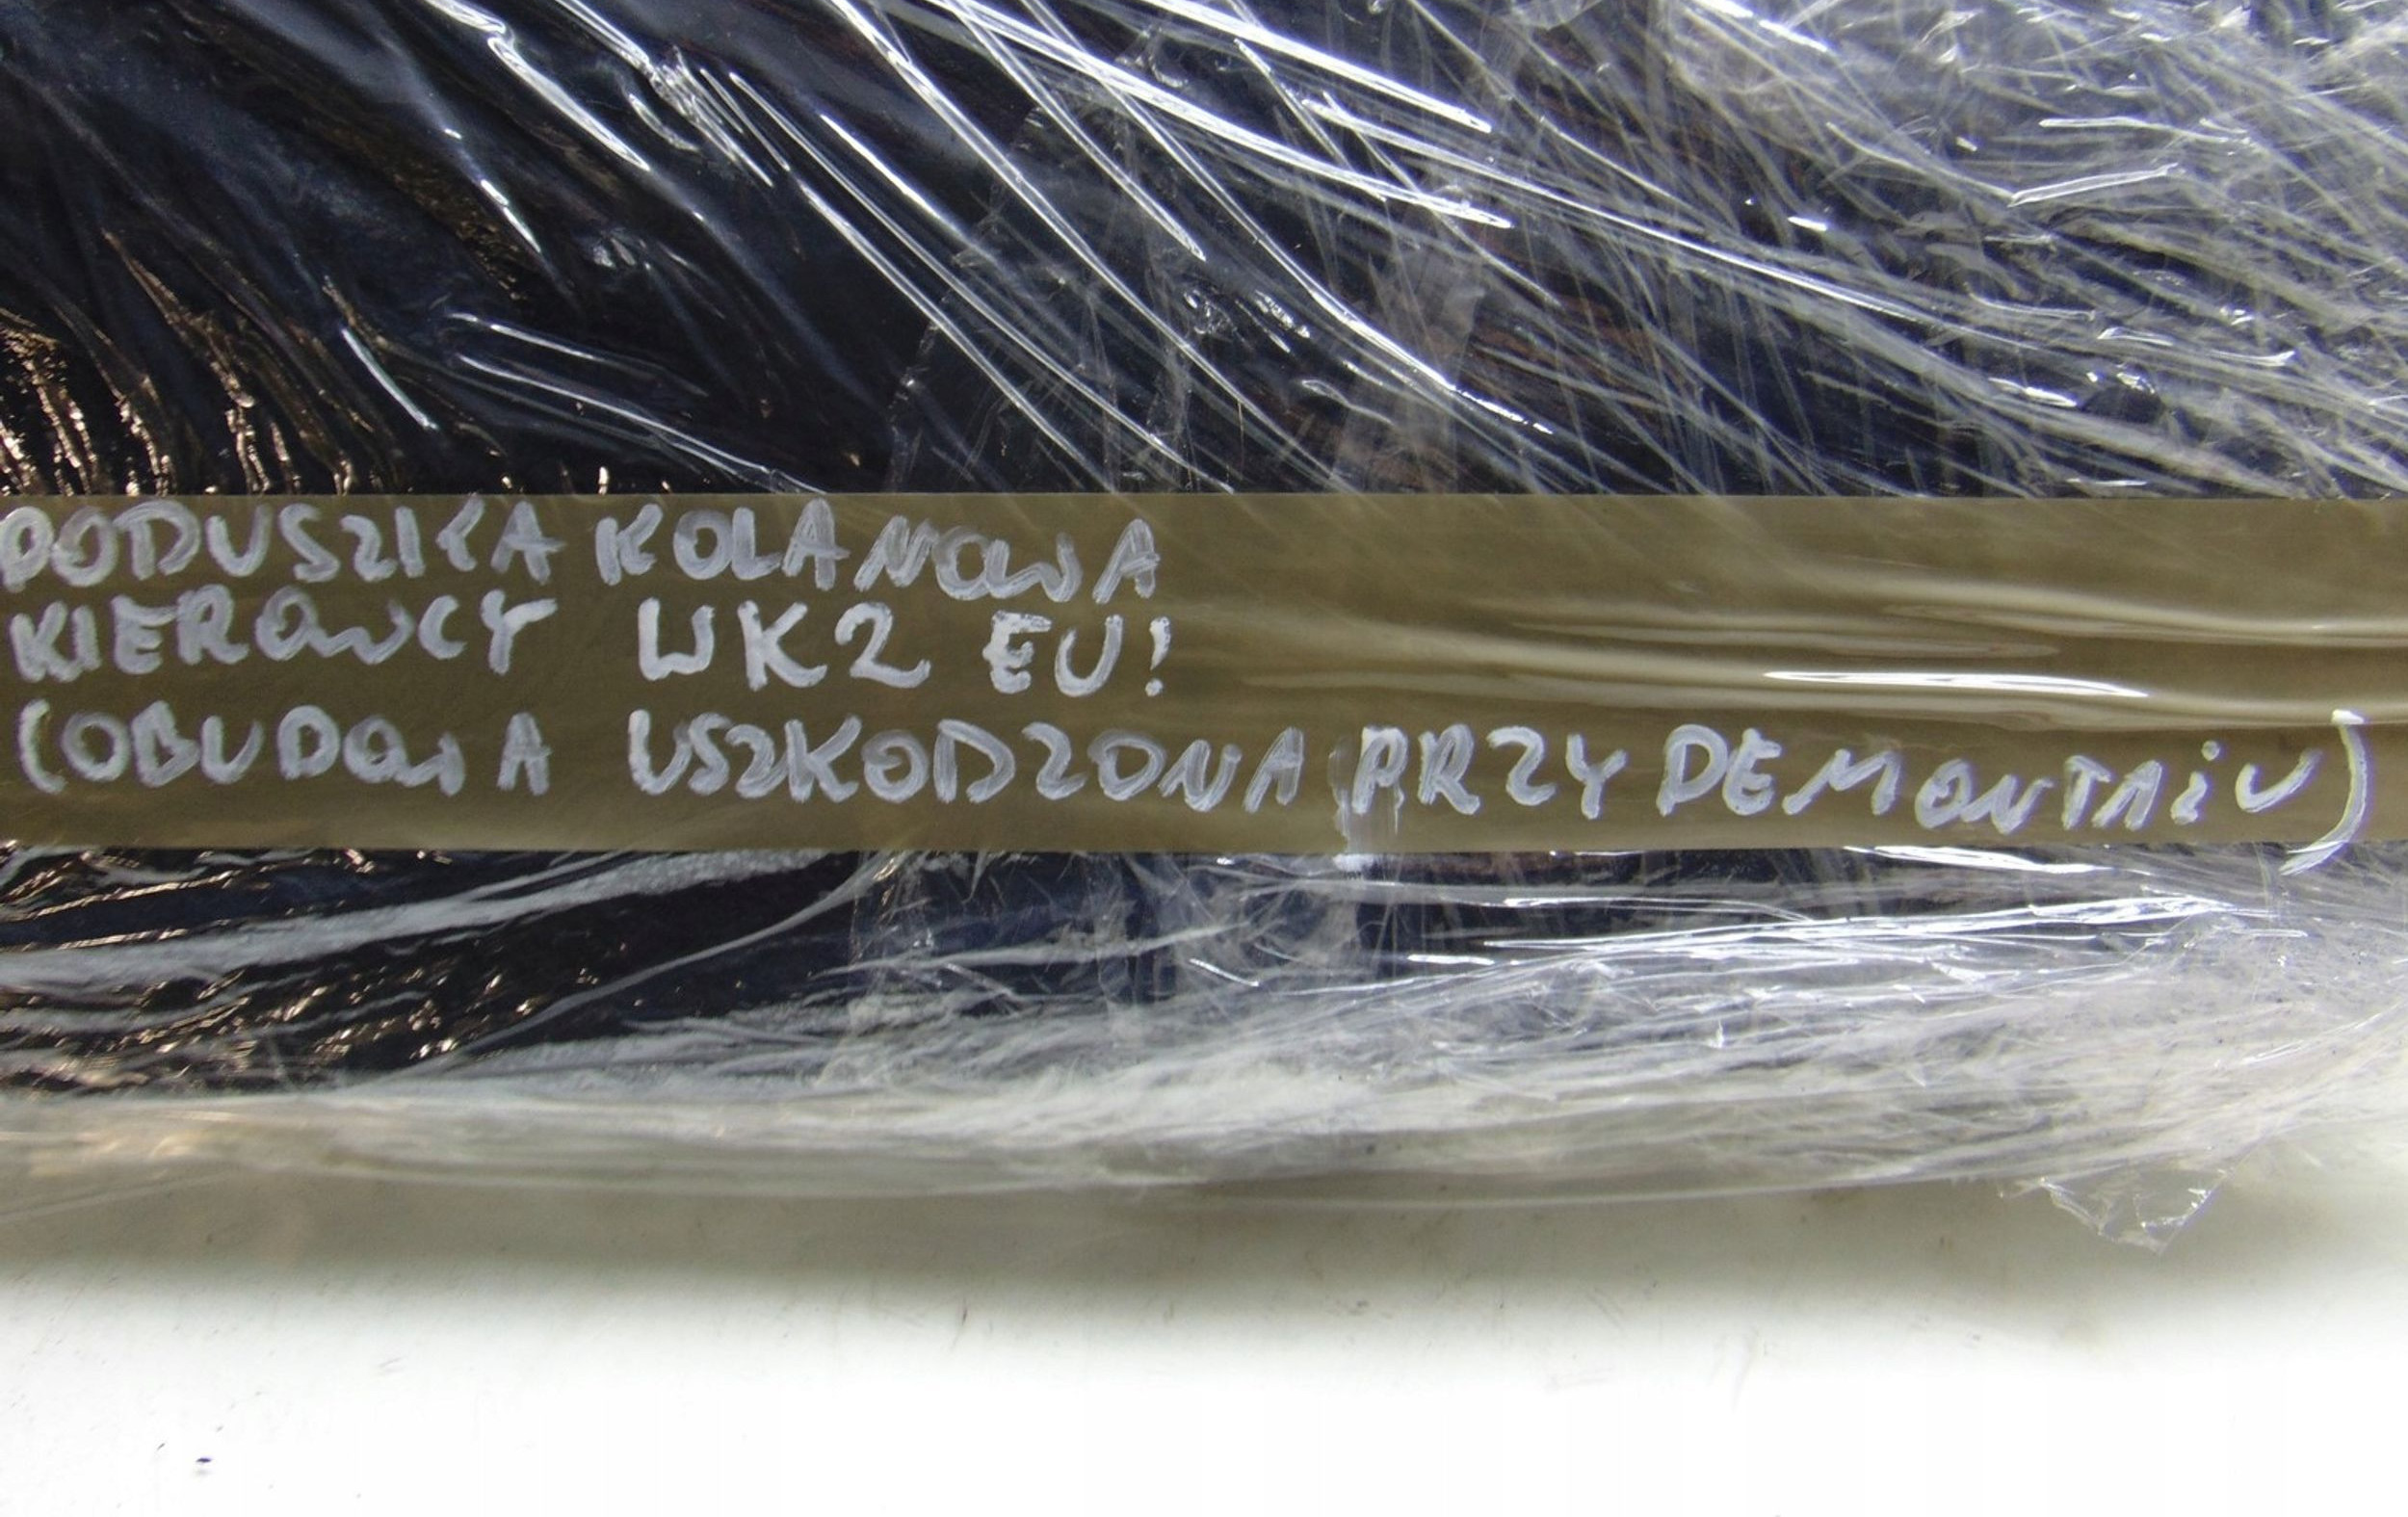 PODUSZKA KOLANOWA
KIEROWCY WK2 EU!
(OBUDOWA USZKODZONA PRZY DEMONTAŻU)